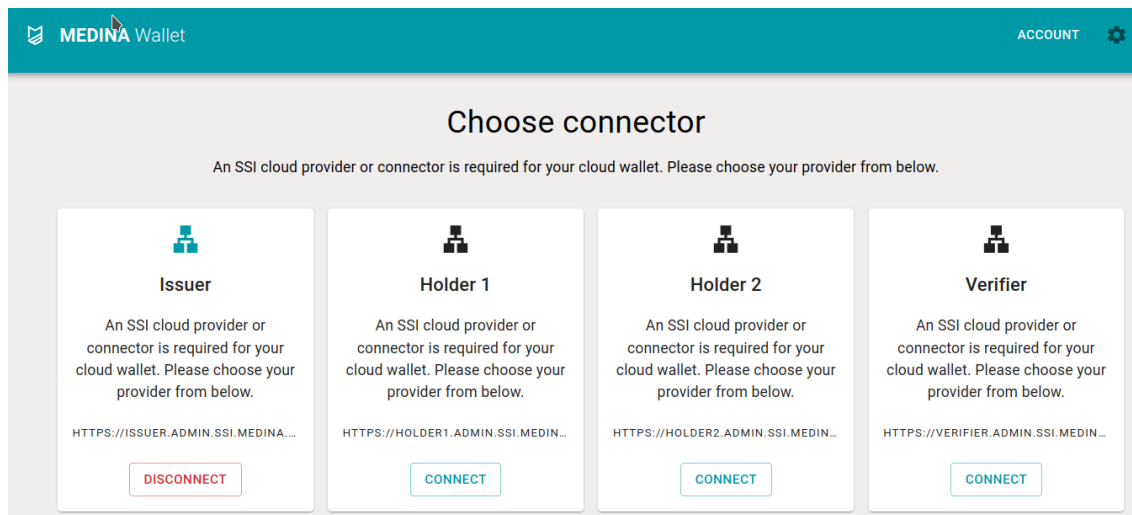 MEDINA Wallet
ACCOUNT
Choose connector
An SSI cloud provider or connector is required for your cloud wallet. Please choose your provider from below.
Issuer
An SSI cloud provider or
connector is required for your
cloud wallet. Please choose your
provider from below.
HTTPS://ISSUER.ADMIN.SSI.MEDINA....
DISCONNECT
Holder 1
An SSI cloud provider or
connector is required for your
cloud wallet. Please choose your
provider from below.
HTTPS://HOLDER1.ADMIN.SSI.MEDIN...
CONNECT
Holder 2
An SSI cloud provider or
connector is required for your
cloud wallet. Please choose your
provider from below.
HTTPS://HOLDER2.ADMIN.SSI.MEDIN...
CONNECT
Verifier
An SSI cloud provider or
connector is required for your
cloud wallet. Please choose your
provider from below.
HTTPS://VERIFIER.ADMIN.SSI.MEDIN...
CONNECT